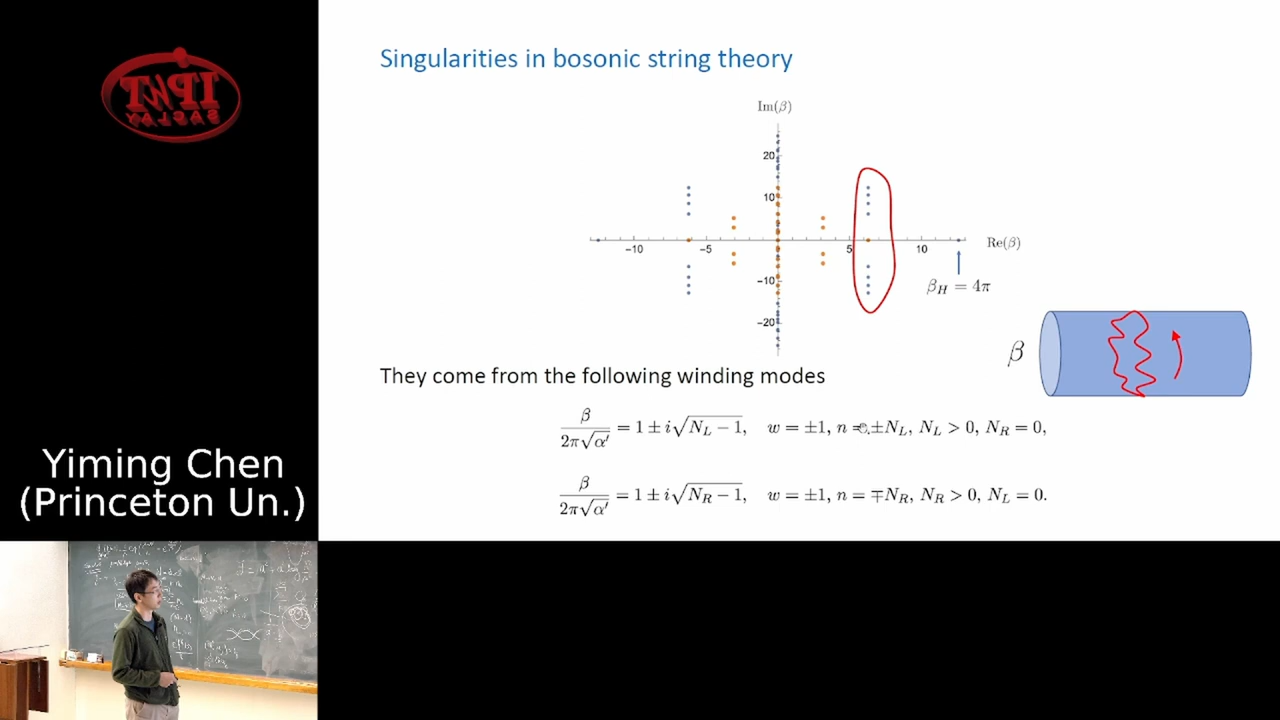 IPhT
SACLAY
Yiming Chen
(Princeton Un.)
Singularities in bosonic string theory
Im(β)
20
10
-10
-5
5
10
Re(β)
-10
-20
β_H = 4π
β
They come from the following winding modes
β/(2π√α′) = 1 ± i√(N_L − 1), w = ±1, n = ±N_L, N_L > 0, N_R = 0,
β/(2π√α′) = 1 ± i√(N_R − 1), w = ±1, n = ∓N_R, N_R > 0, N_L = 0.